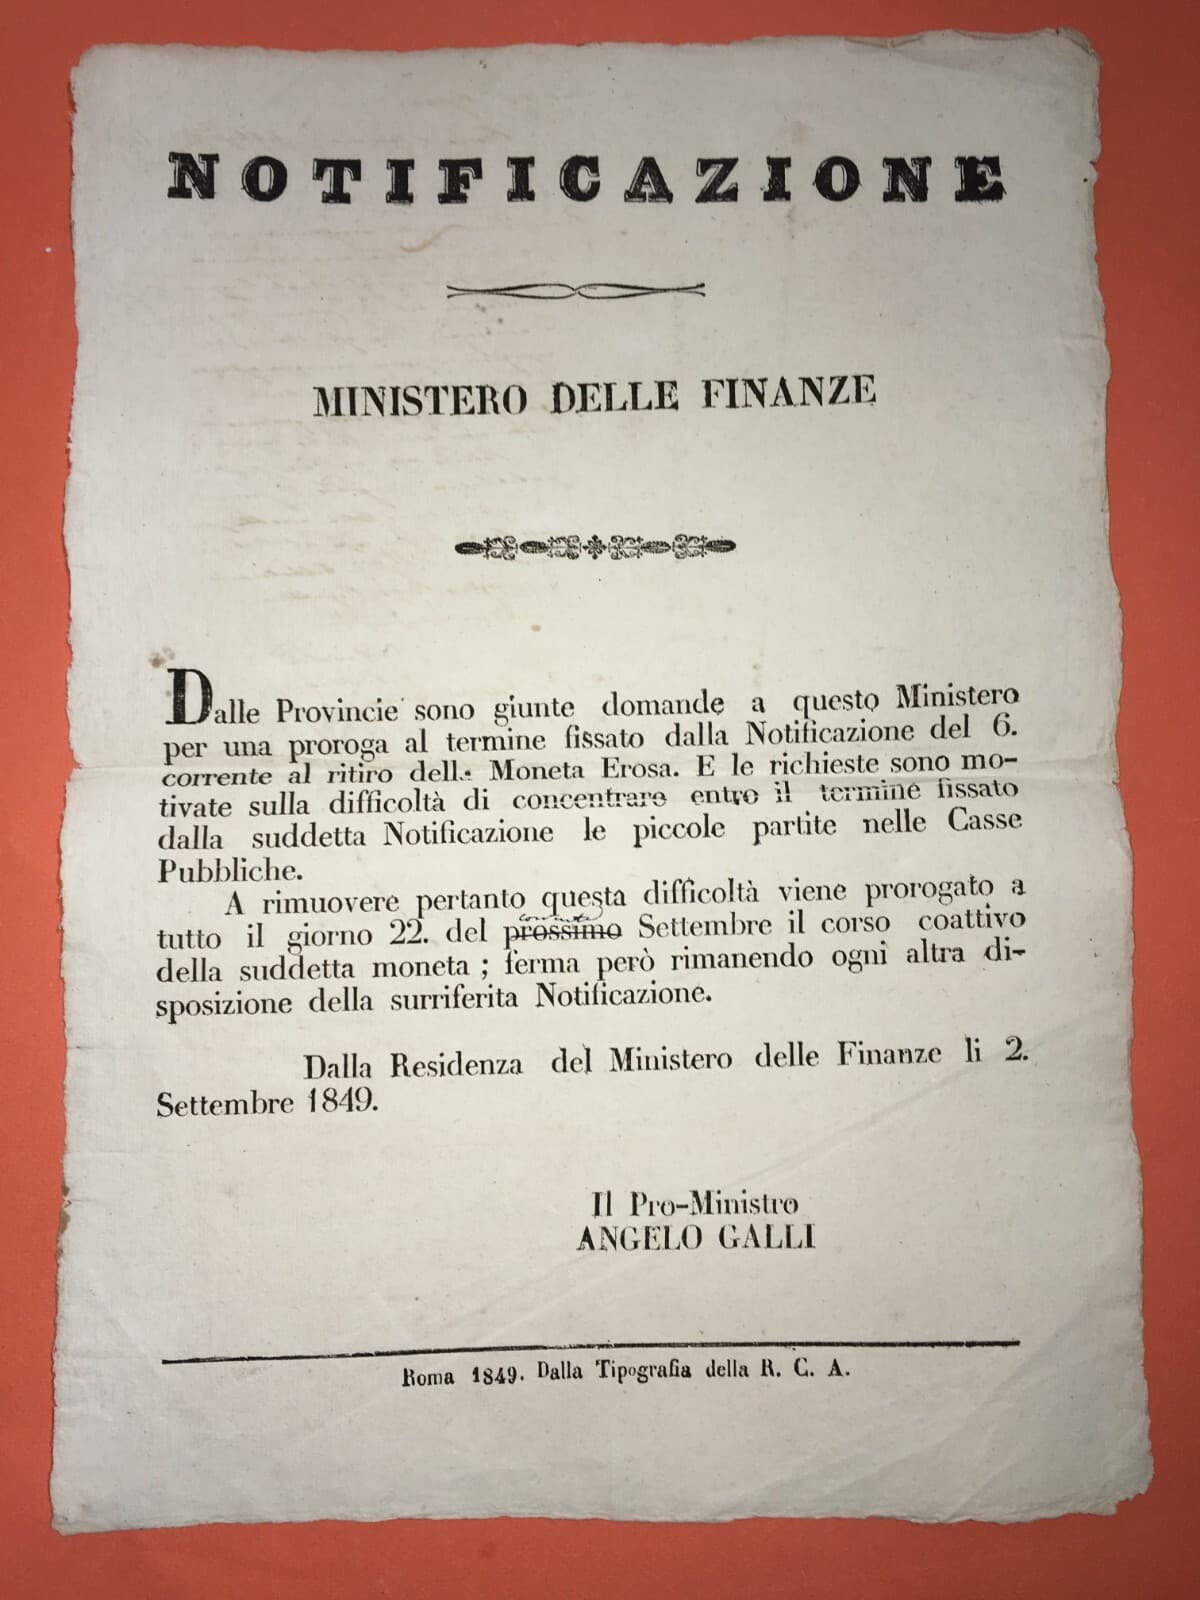 NOTIFICAZIONE
MINISTERO DELLE FINANZE
Dalle Provincie sono giunte domande a questo Ministero
per una proroga al termine fissato dalla Notificazione del 6.
corrente al ritiro della Moneta Erosa. E le richieste sono mo-
tivate sulla difficoltà di concentrare entro il termine fissato
dalla suddetta Notificazione le piccole partite nelle Casse
Pubbliche.
A rimuovere pertanto questa difficoltà viene prorogato a
corrente
tutto il giorno 22. del prossimo Settembre il corso coattivo
della suddetta moneta ; ferma però rimanendo ogni altra di-
sposizione della surriferita Notificazione.
Dalla Residenza del Ministero delle Finanze li 2.
Settembre 1849.
Il Pro-Ministro
ANGELO GALLI
Roma 1849. Dalla Tipografia della R. C. A.